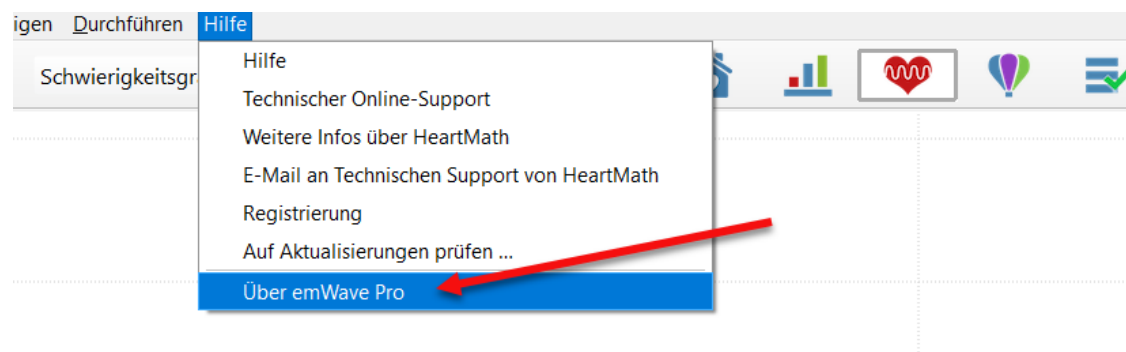 igen Durchführen Hilfe
Schwierigkeitsgr
Hilfe
Technischer Online-Support
Weitere Infos über HeartMath
E-Mail an Technischen Support von HeartMath
Registrierung
Auf Aktualisierungen prüfen ...
Über emWave Pro